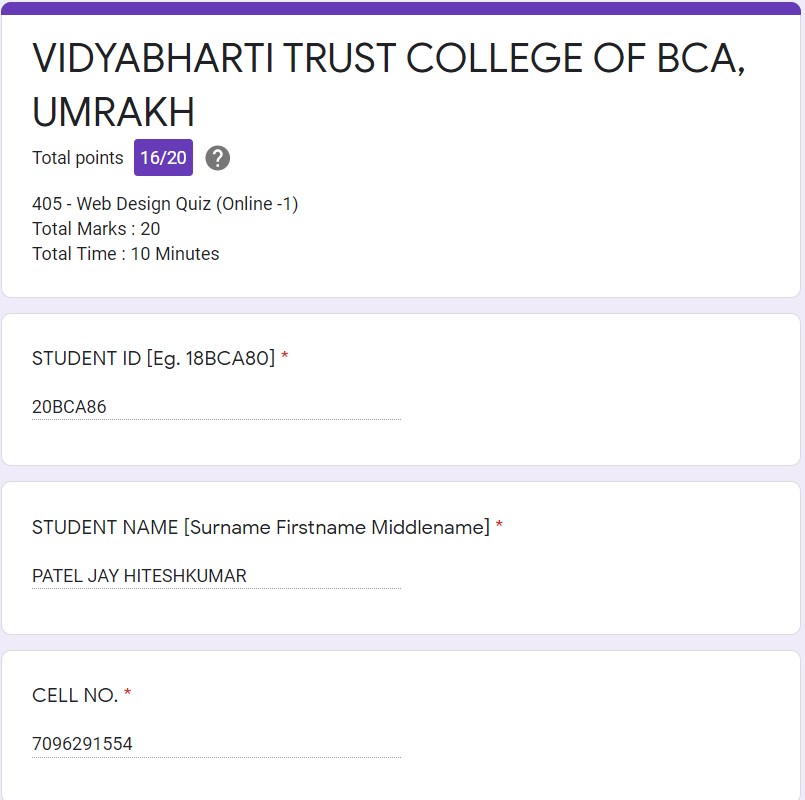 VIDYABHARTI TRUST COLLEGE OF BCA,
UMRAKH
Total points 16/20 ?
405 - Web Design Quiz (Online -1)
Total Marks : 20
Total Time : 10 Minutes
STUDENT ID [Eg. 18BCA80] *
20BCA86
STUDENT NAME [Surname Firstname Middlename] *
PATEL JAY HITESHKUMAR
CELL NO. *
7096291554